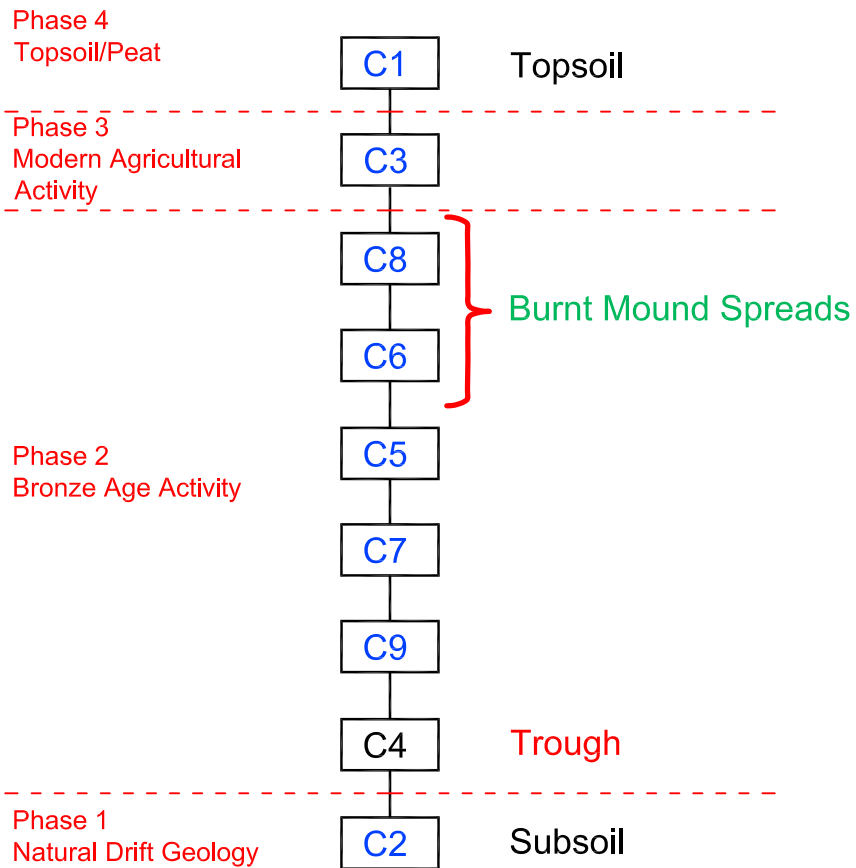 Phase 4
Topsoil/Peat
C1
Topsoil
Phase 3
Modern Agricultural
Activity
C3
C8
Burnt Mound Spreads
C6
C5
Phase 2
Bronze Age Activity
C7
C9
C4
Trough
Phase 1
Natural Drift Geology
C2
Subsoil